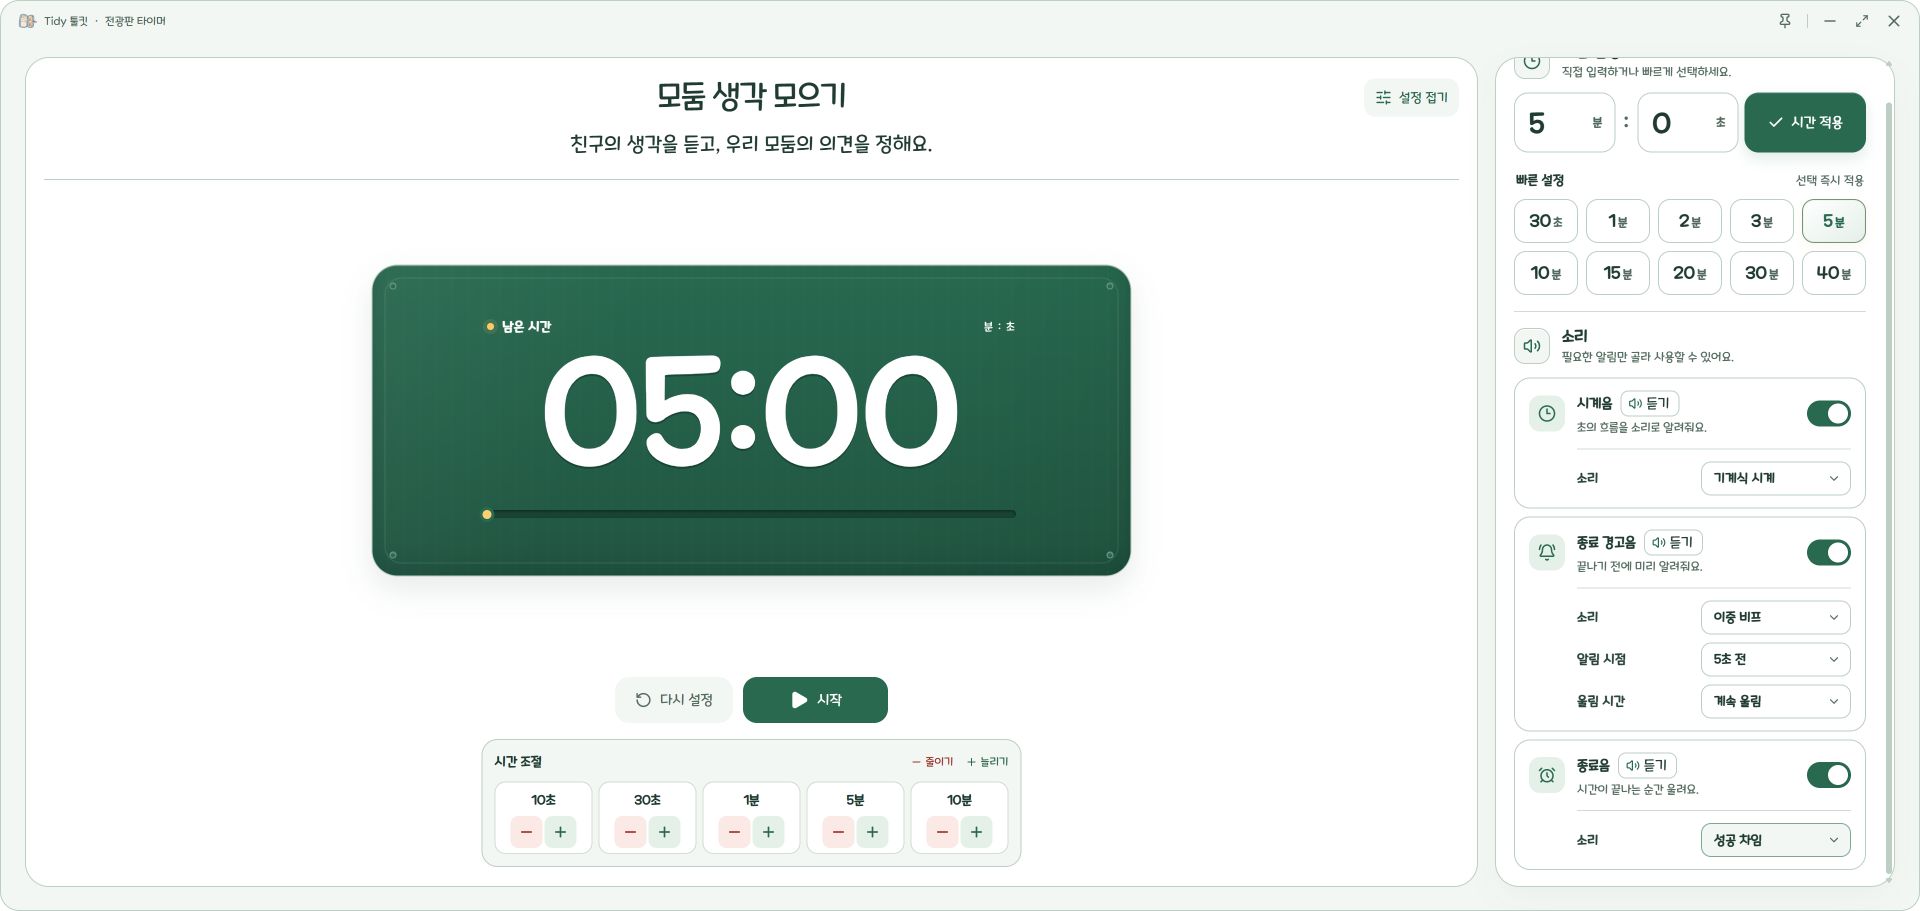 Tidy 툴킷 · 전광판 타이머
모둠 생각 모으기
친구의 생각을 듣고, 우리 모둠의 의견을 정해요.
설정 접기
남은 시간
분 : 초
05:00
다시 설정
시작
시간 조절
− 줄이기 + 늘리기
10초 30초 1분 5분 10분
− + − + − + − + − +
직접 입력하거나 빠르게 선택하세요.
5 분 : 0 초
시간 적용
빠른 설정
선택 즉시 적용
30초 1분 2분 3분 5분
10분 15분 20분 30분 40분
소리
필요한 알림만 골라 사용할 수 있어요.
시계음 듣기
초의 흐름을 소리로 알려줘요.
소리 기계식 시계
종료 경고음 듣기
끝나기 전에 미리 알려줘요.
소리 이중 비프
알림 시점 5초 전
울림 시간 계속 울림
종료음 듣기
시간이 끝나는 순간 울려요.
소리 성공 차임